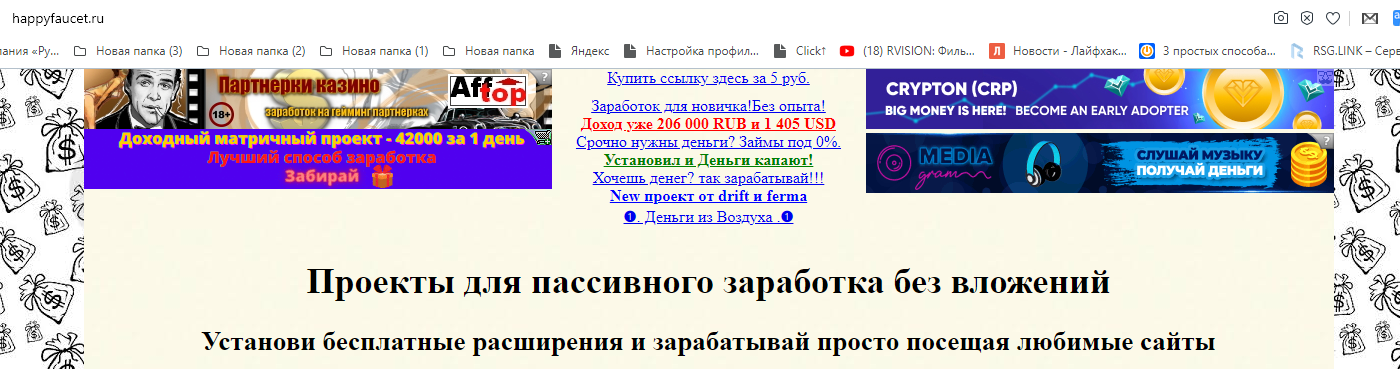 happyfaucet.ru
пания «Ру...
Новая папка (3)
Новая папка (2)
Новая папка (1)
Новая папка
Яндекс
Настройка профил...
Click↑
(18) RVISION: Филь...
Новости - Лайфхак...
3 простых способа...
RSG.LINK – Серв
Партнерки казино
Aff top
18+
заработок на гейминг партнерках
?
Доходный матричный проект - 42000 за 1 день
Лучший способ заработка
Забирай
Купить ссылку здесь за 5 руб.
Заработок для новичка!Без опыта!
Доход уже 206 000 RUB и 1 405 USD
Срочно нужны деньги? Займы под 0%.
Установил и Деньги капают!
Хочешь денег? так зарабатывай!!!
New проект от drift и ferma
❶. Деньги из Воздуха .❶
CRYPTON (CRP)
BIG MONEY IS HERE! BECOME AN EARLY ADOPTER
MEDIA
gram
СЛУШАЙ МУЗЫКУ
ПОЛУЧАЙ ДЕНЬГИ
?
Проекты для пассивного заработка без вложений
Установи бесплатные расширения и зарабатывай просто посещая любимые сайты